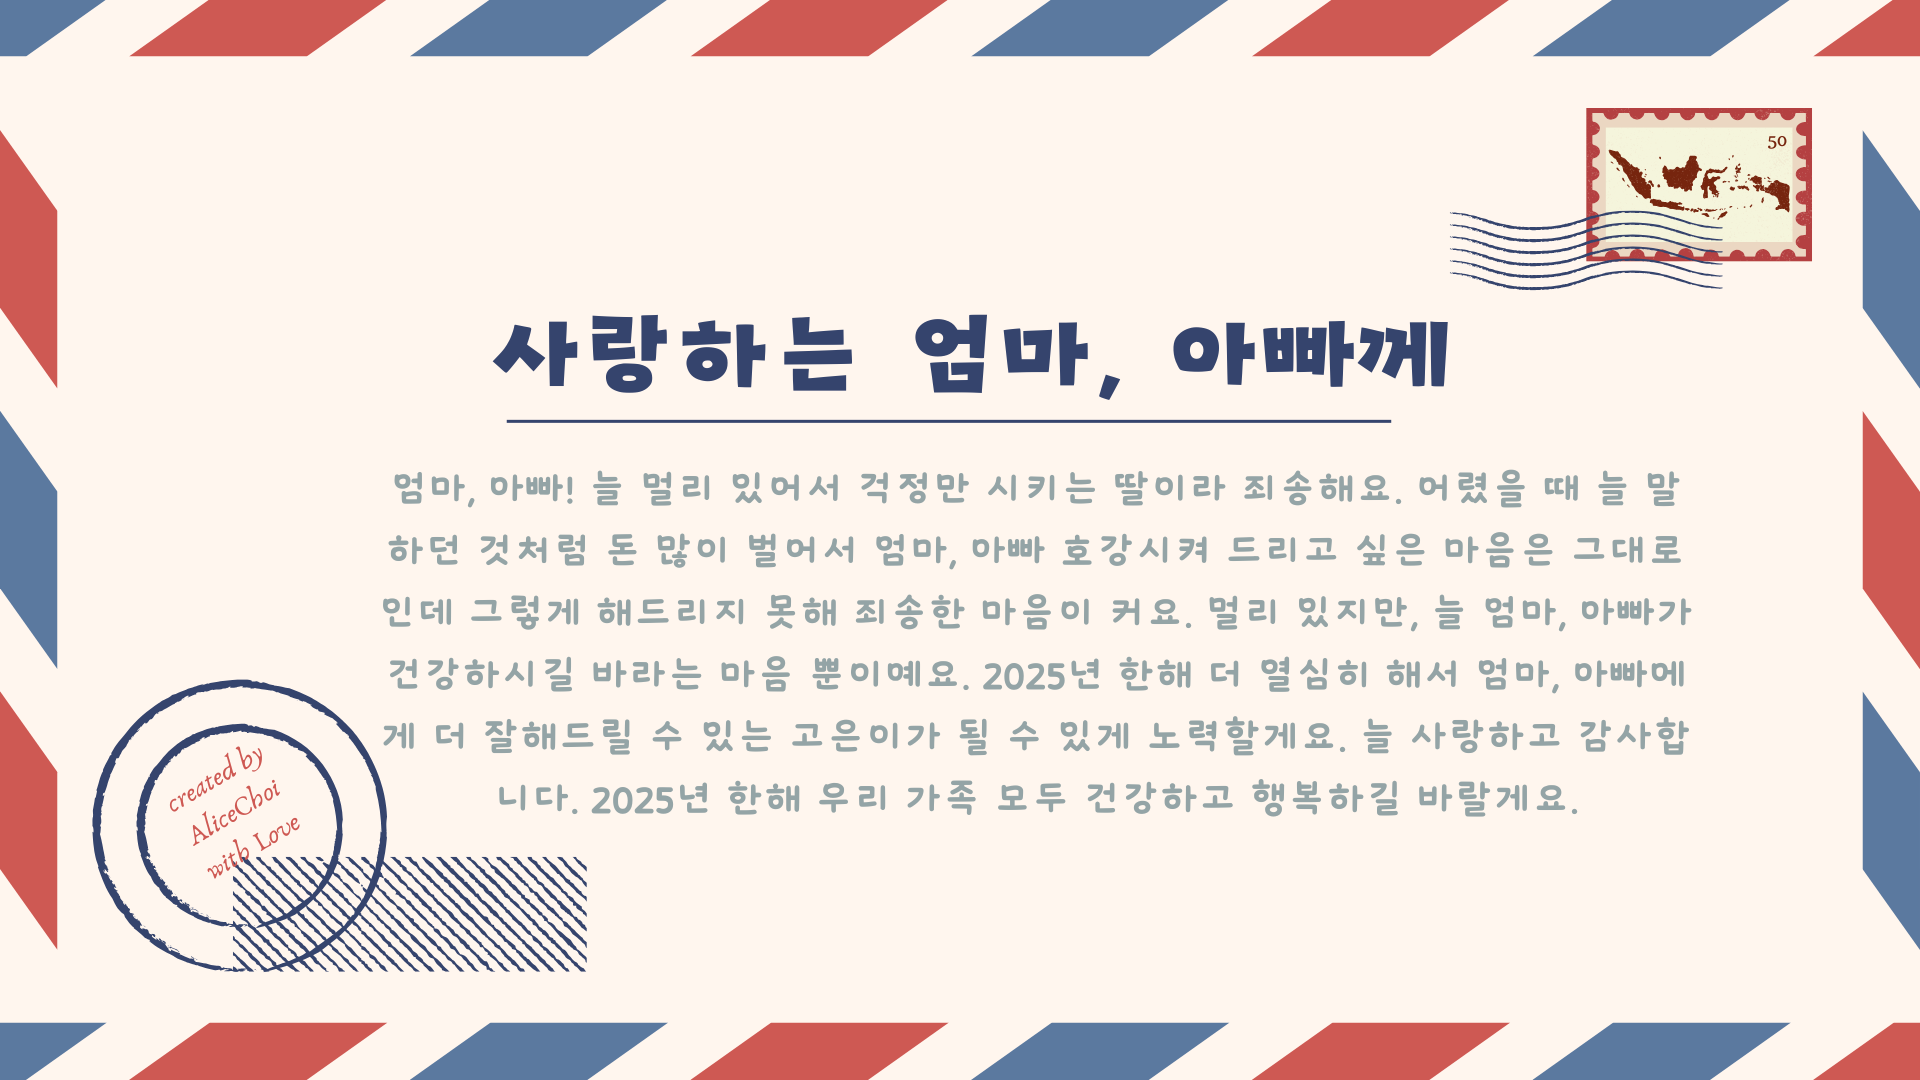 50
사랑하는 엄마, 아빠께
엄마, 아빠! 늘 멀리 있어서 걱정만 시키는 딸이라 죄송해요. 어렸을 때 늘 말
하던 것처럼 돈 많이 벌어서 엄마, 아빠 호강시켜 드리고 싶은 마음은 그대로
인데 그렇게 해드리지 못해 죄송한 마음이 커요. 멀리 있지만, 늘 엄마, 아빠가
건강하시길 바라는 마음 뿐이예요. 2025년 한해 더 열심히 해서 엄마, 아빠에
게 더 잘해드릴 수 있는 고은이가 될 수 있게 노력할게요. 늘 사랑하고 감사합
니다. 2025년 한해 우리 가족 모두 건강하고 행복하길 바랄게요.
created by
AliceChoi
with Love